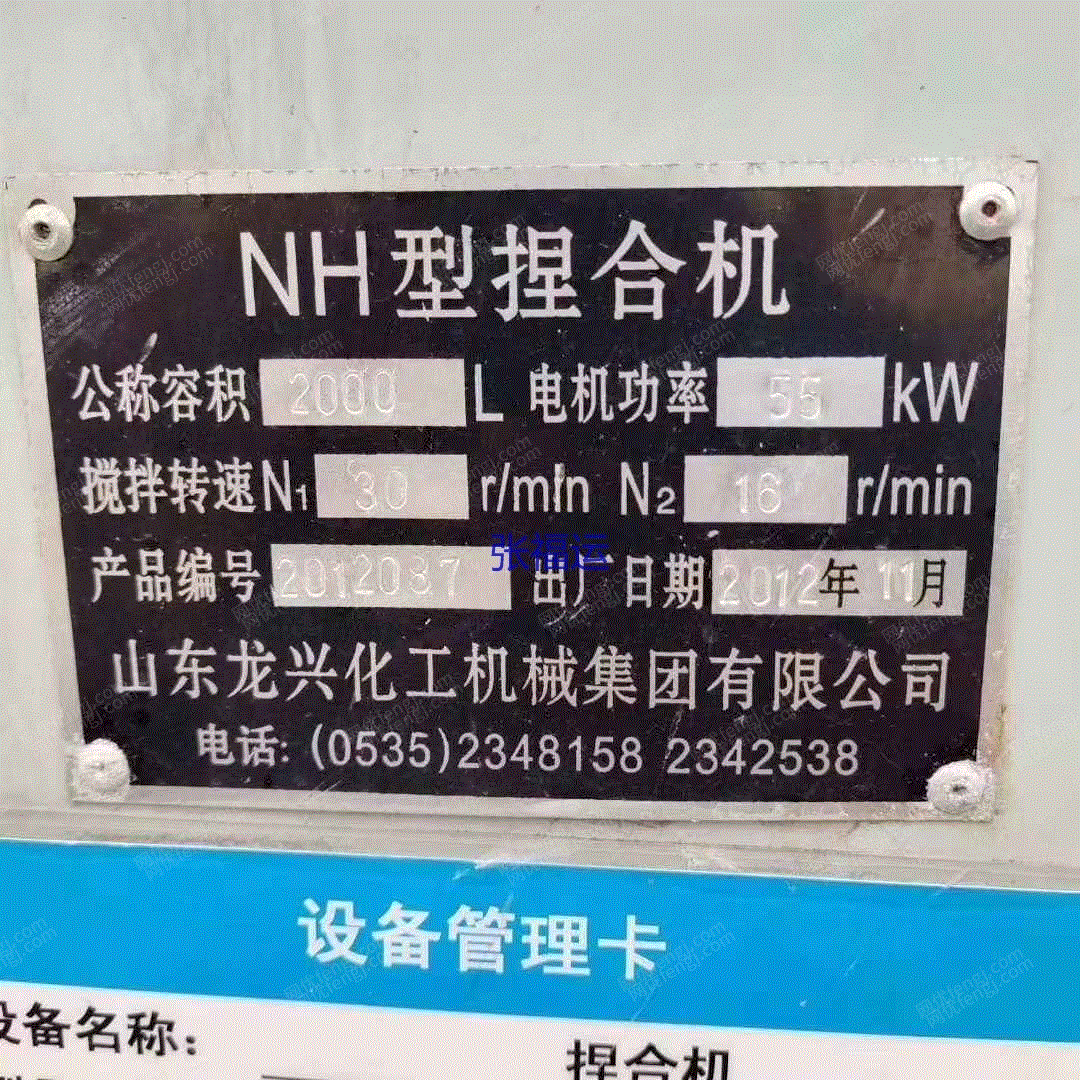 NH型捏合机
公称容积 2000 L 电机功率 55 kW
搅拌转速N1 30 r/min N2 16 r/min
产品编号 2012087 出厂日期 2012年11月
山东龙兴化工机械集团有限公司
电话:(0535)2348158 2342538
设备管理卡
设备名称: 捏合机